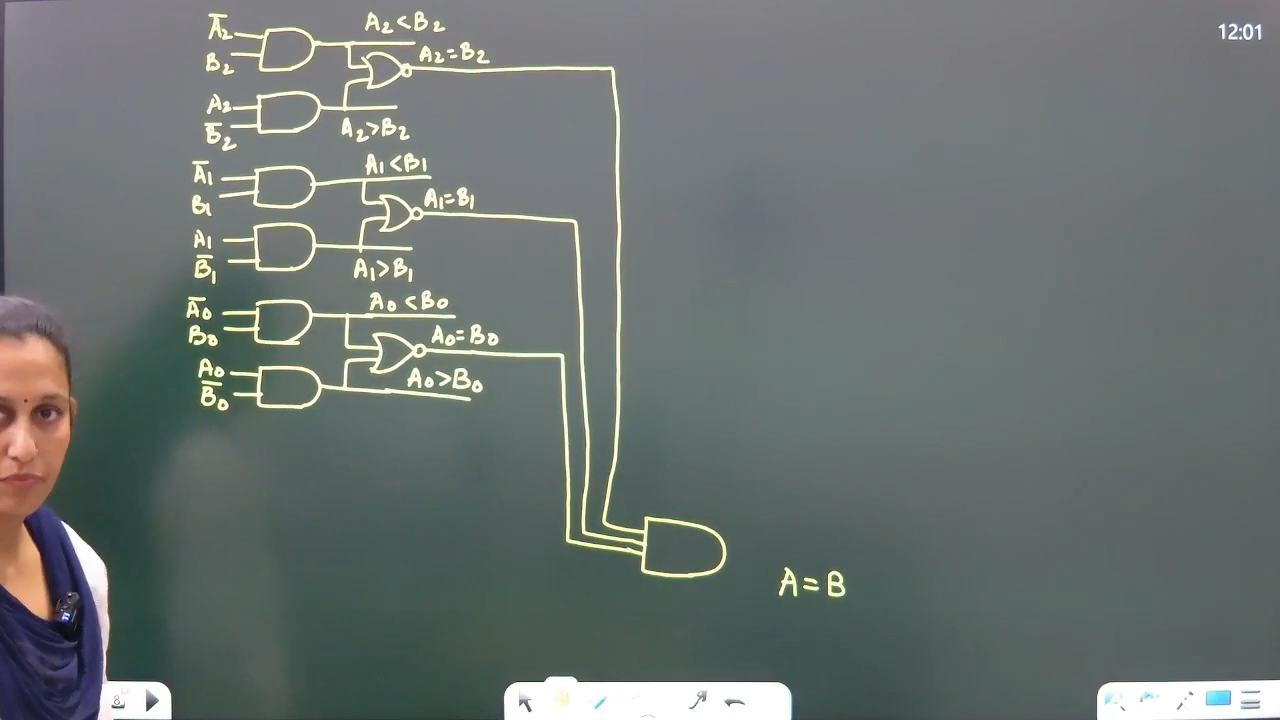 12:01
A̅₂
A₂<B₂
B₂
A₂=B₂
A₂
B̅₂
A₂>B₂
A̅₁
A₁<B₁
B₁
A₁=B₁
A₁
B̅₁
A₁>B₁
A̅₀
A₀<B₀
B₀
A₀=B₀
A₀
A₀>B₀
B̅₀
A=B